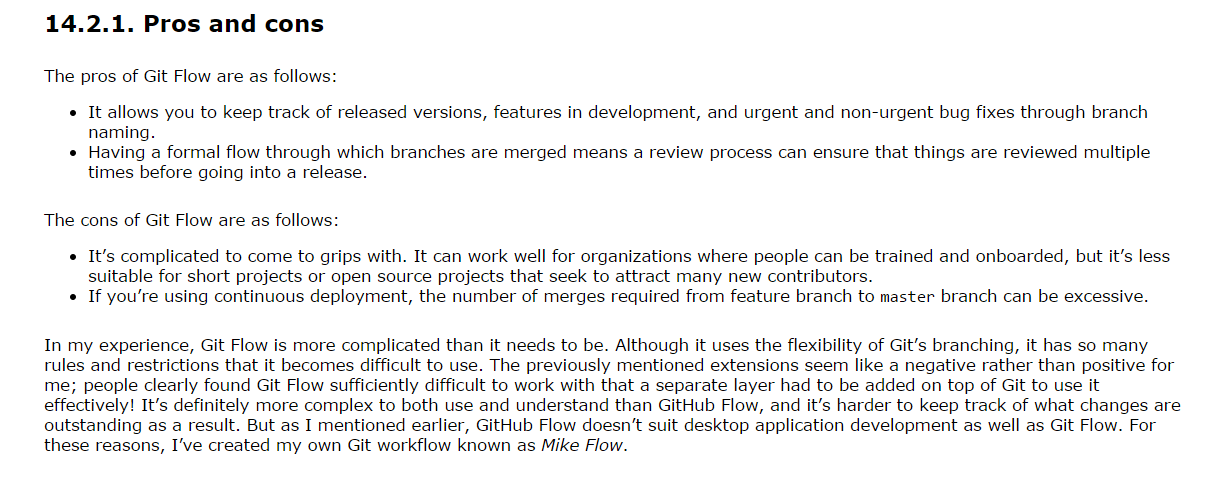 14.2.1. Pros and cons
The pros of Git Flow are as follows:
• It allows you to keep track of released versions, features in development, and urgent and non-urgent bug fixes through branch
naming.
• Having a formal flow through which branches are merged means a review process can ensure that things are reviewed multiple
times before going into a release.
The cons of Git Flow are as follows:
• It’s complicated to come to grips with. It can work well for organizations where people can be trained and onboarded, but it’s less
suitable for short projects or open source projects that seek to attract many new contributors.
• If you’re using continuous deployment, the number of merges required from feature branch to master branch can be excessive.
In my experience, Git Flow is more complicated than it needs to be. Although it uses the flexibility of Git’s branching, it has so many
rules and restrictions that it becomes difficult to use. The previously mentioned extensions seem like a negative rather than positive for
me; people clearly found Git Flow sufficiently difficult to work with that a separate layer had to be added on top of Git to use it
effectively! It’s definitely more complex to both use and understand than GitHub Flow, and it’s harder to keep track of what changes are
outstanding as a result. But as I mentioned earlier, GitHub Flow doesn’t suit desktop application development as well as Git Flow. For
these reasons, I’ve created my own Git workflow known as Mike Flow.